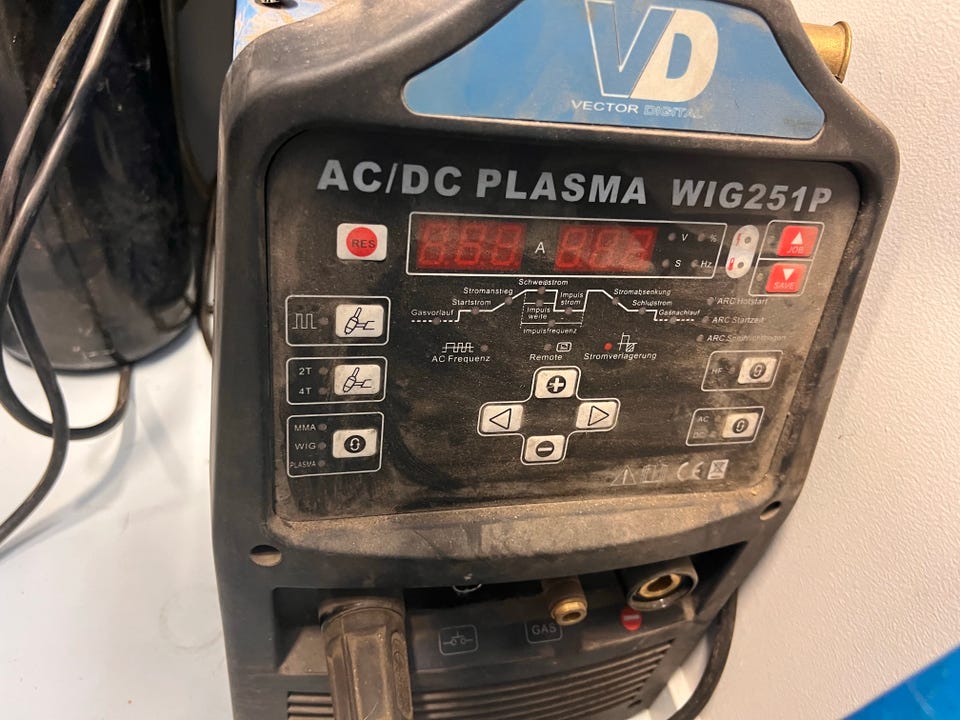 VD
VECTOR DIGITAL
AC/DC PLASMA WIG251P
RES
A
V %
S Hz
JOB
SAVE
Schweißstrom
Stromanstieg
Startstrom
Gasvorlauf
Impuls
strom
Impuls
weite
Impulsfrequenz
Stromabsenkung
Schlußstrom
Gasnachlauf
ARC Hotstart
ARC Startzeit
AC Frequenz
Remote
Stromverlagerung
2T
4T
HF
MMA
WIG
PLASMA
AC
DC
CE
GAS